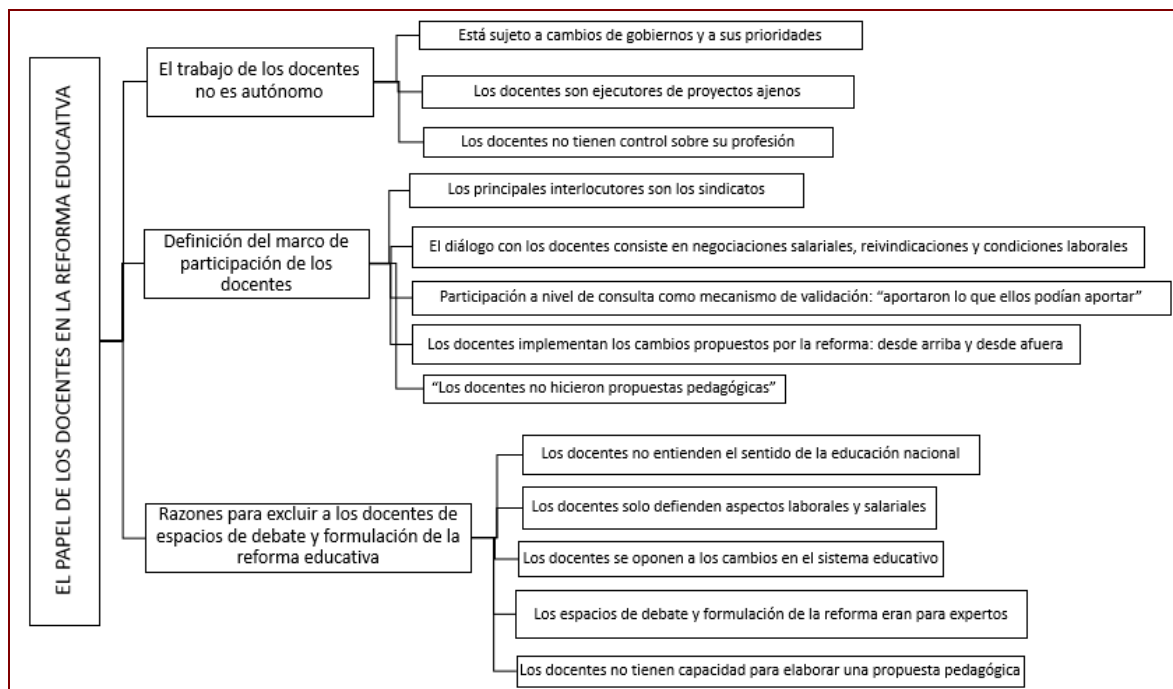 EL PAPEL DE LOS DOCENTES EN LA REFORMA EDUCAITVA
El trabajo de los docentes
no es autónomo
Está sujeto a cambios de gobiernos y a sus prioridades
Los docentes son ejecutores de proyectos ajenos
Los docentes no tienen control sobre su profesión
Definición del marco de
participación de los
docentes
Los principales interlocutores son los sindicatos
El diálogo con los docentes consiste en negociaciones salariales, reivindicaciones y condiciones laborales
Participación a nivel de consulta como mecanismo de validación: “aportaron lo que ellos podían aportar”
Los docentes implementan los cambios propuestos por la reforma: desde arriba y desde afuera
“Los docentes no hicieron propuestas pedagógicas”
Razones para excluir a los docentes de
espacios de debate y formulación de la
reforma educativa
Los docentes no entienden el sentido de la educación nacional
Los docentes solo defienden aspectos laborales y salariales
Los docentes se oponen a los cambios en el sistema educativo
Los espacios de debate y formulación de la reforma eran para expertos
Los docentes no tienen capacidad para elaborar una propuesta pedagógica